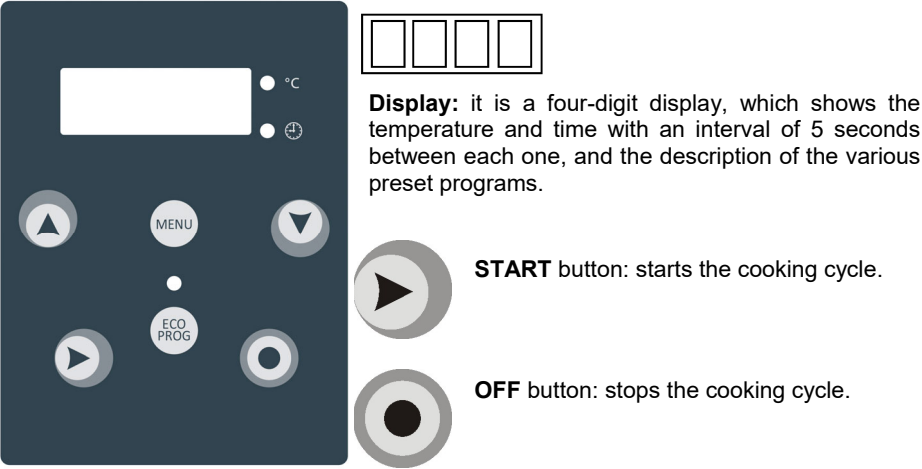 °C
MENU
ECO
PROG
Display: it is a four-digit display, which shows the
temperature and time with an interval of 5 seconds
between each one, and the description of the various
preset programs.
START button: starts the cooking cycle.
OFF button: stops the cooking cycle.